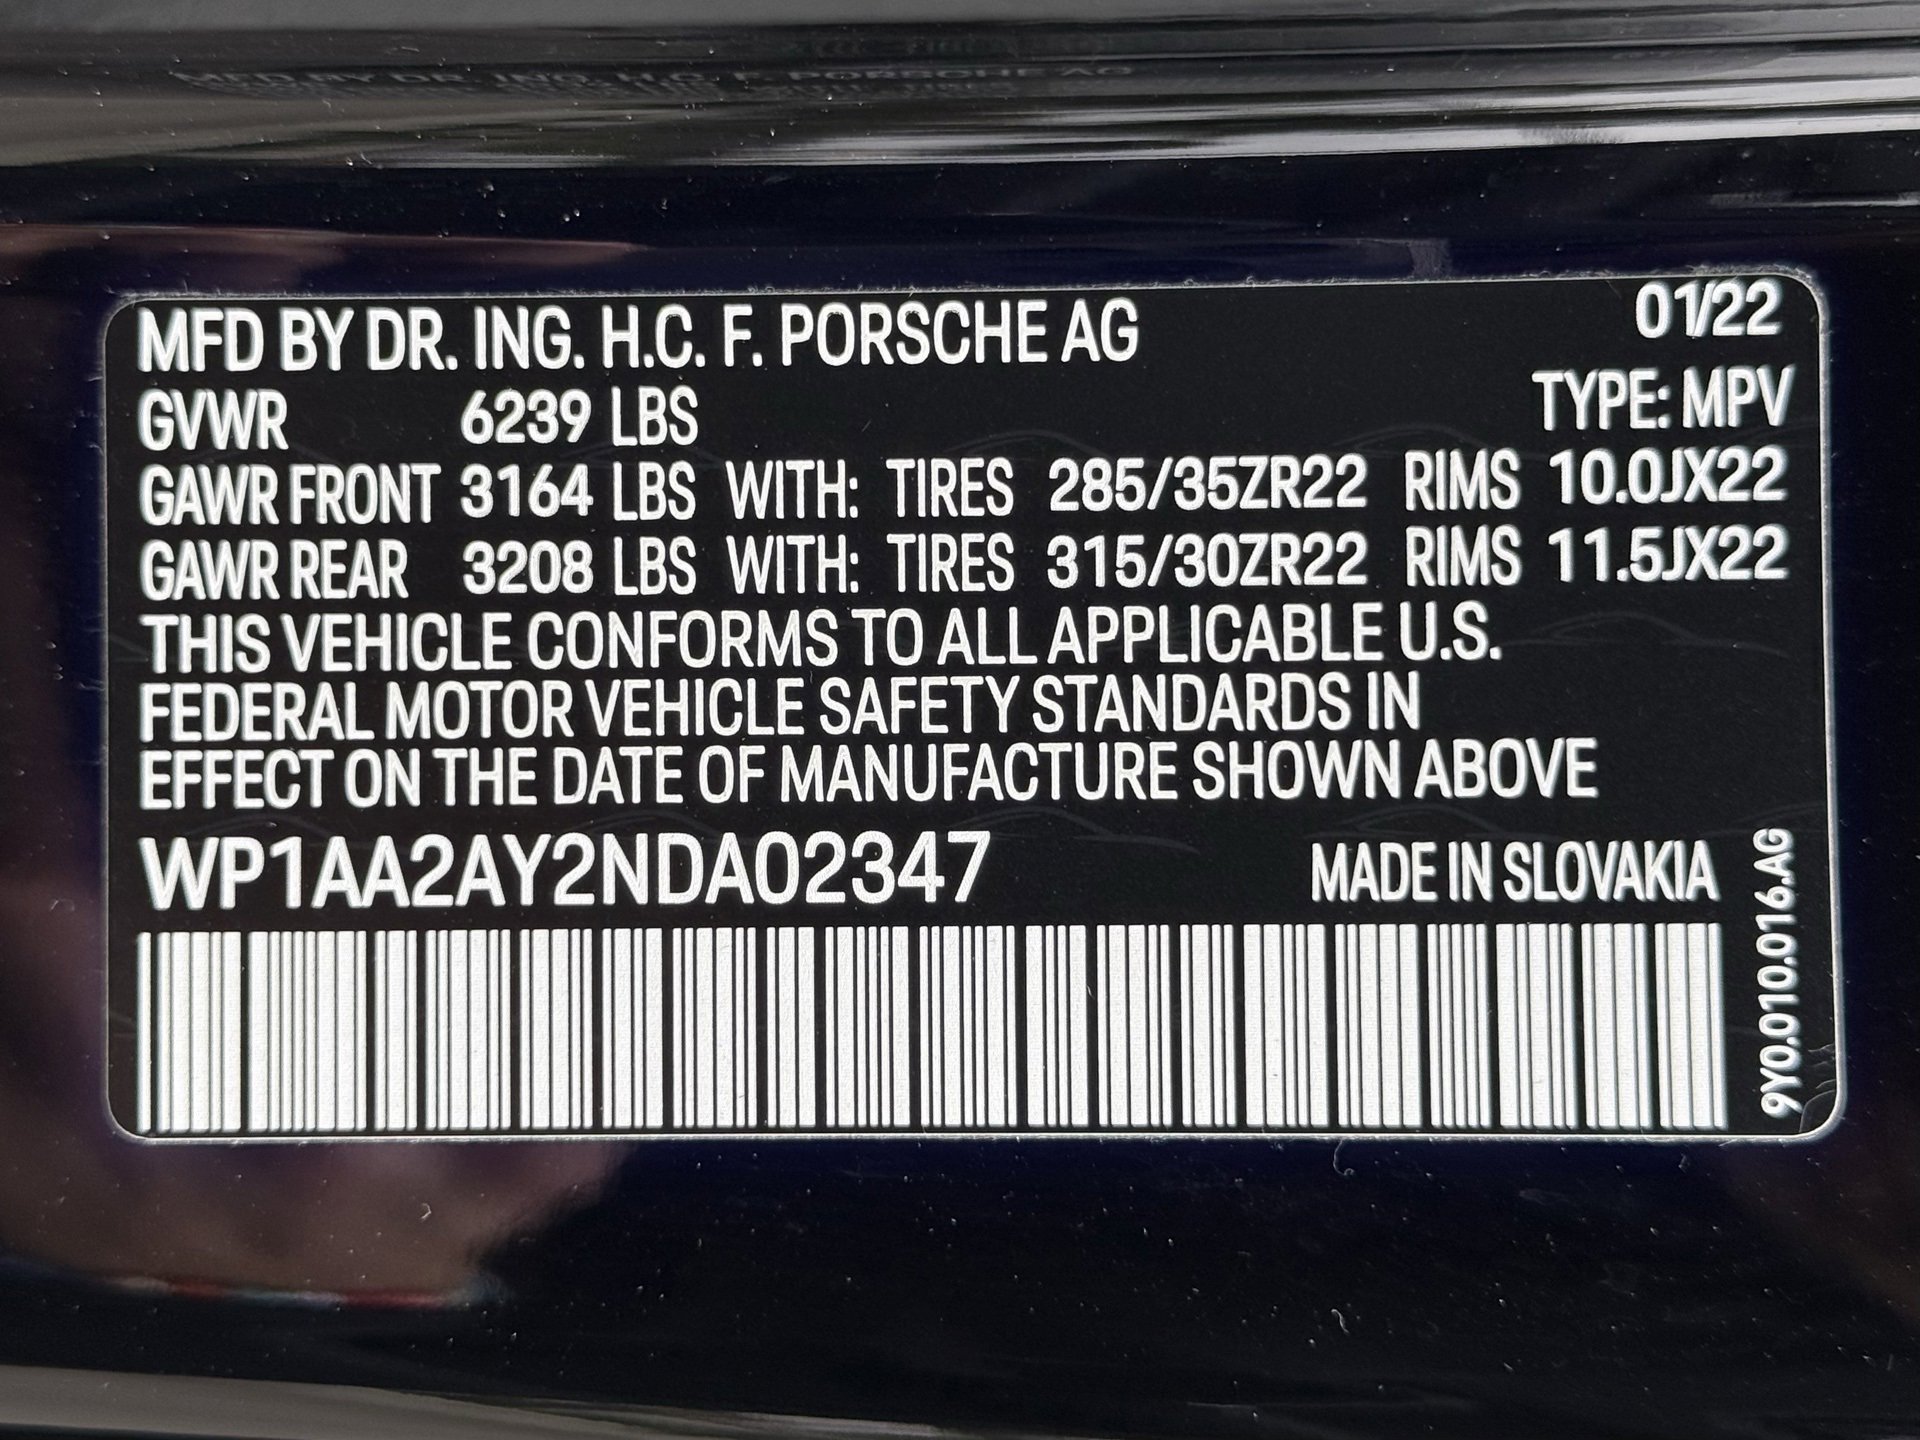 MFD BY DR. ING. H.C. F. PORSCHE AG 01/22
GVWR 6239 LBS TYPE: MPV
GAWR FRONT 3164 LBS WITH: TIRES 285/35ZR22 RIMS 10.0JX22
GAWR REAR 3208 LBS WITH: TIRES 315/30ZR22 RIMS 11.5JX22
THIS VEHICLE CONFORMS TO ALL APPLICABLE U.S.
FEDERAL MOTOR VEHICLE SAFETY STANDARDS IN
EFFECT ON THE DATE OF MANUFACTURE SHOWN ABOVE
WP1AA2AY2NDA02347 MADE IN SLOVAKIA
9Y0.010.016.AG